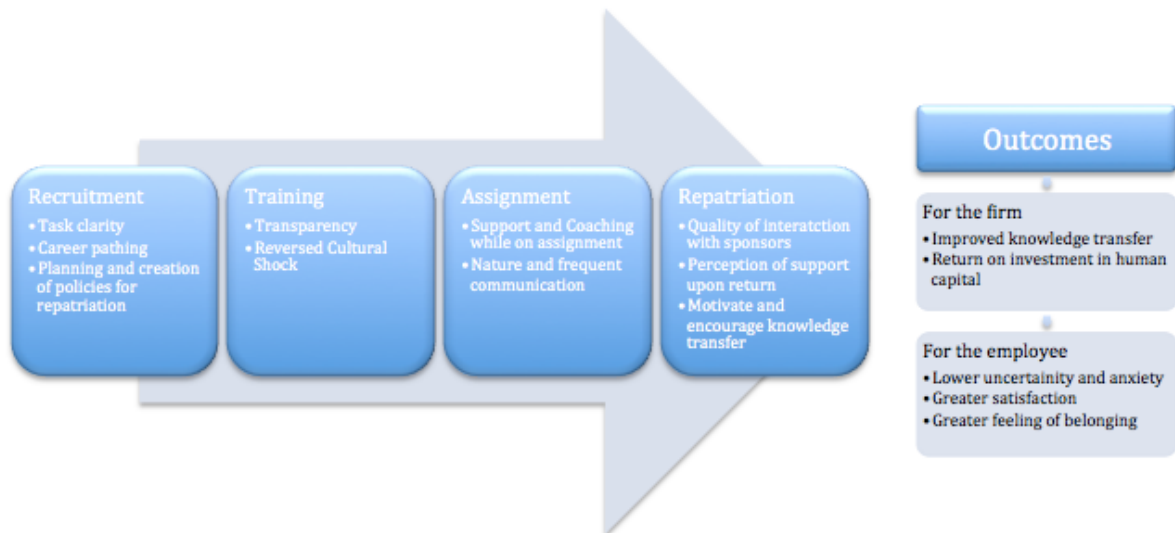 Recruitment
• Task clarity
• Career pathing
• Planning and creation
of policies for
repatriation
Training
• Transparency
• Reversed Cultural
Shock
Assignment
• Support and Coaching
while on assignment
• Nature and frequent
communication
Repatriation
• Quality of interatction
with sponsors
• Perception of support
upon return
• Motivate and
encourage knowledge
transfer
Outcomes
For the firm
• Improved knowledge transfer
• Return on investment in human
capital
For the employee
• Lower uncertainity and anxiety
• Greater satisfaction
• Greater feeling of belonging